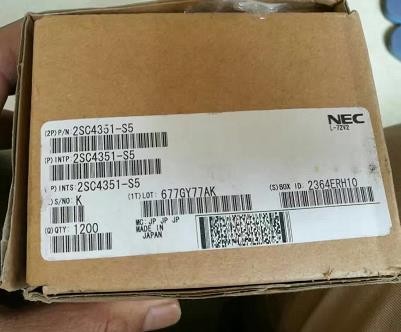 (2P) P/N 2SC4351-S5
NEC
L-72V2
(P) INTP 2SC4351-S5
P) INTS: 2SC4351-S5
S/NO: K
(1T) LOT: 677GY77AK
(S) BOX ID: 2364ERH10
(Q) QTY: 1200
MC: JP JP JP
MADE IN
JAPAN